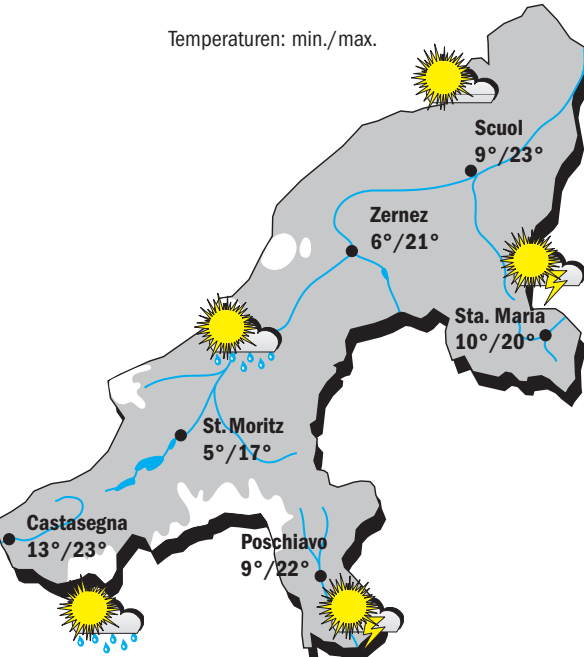 Temperaturen: min./max.
Scuol
9°/23°
Zernez
6°/21°
Sta. Maria
10°/20°
St. Moritz
5°/17°
Castasegna
13°/23°
Poschiavo
9°/22°